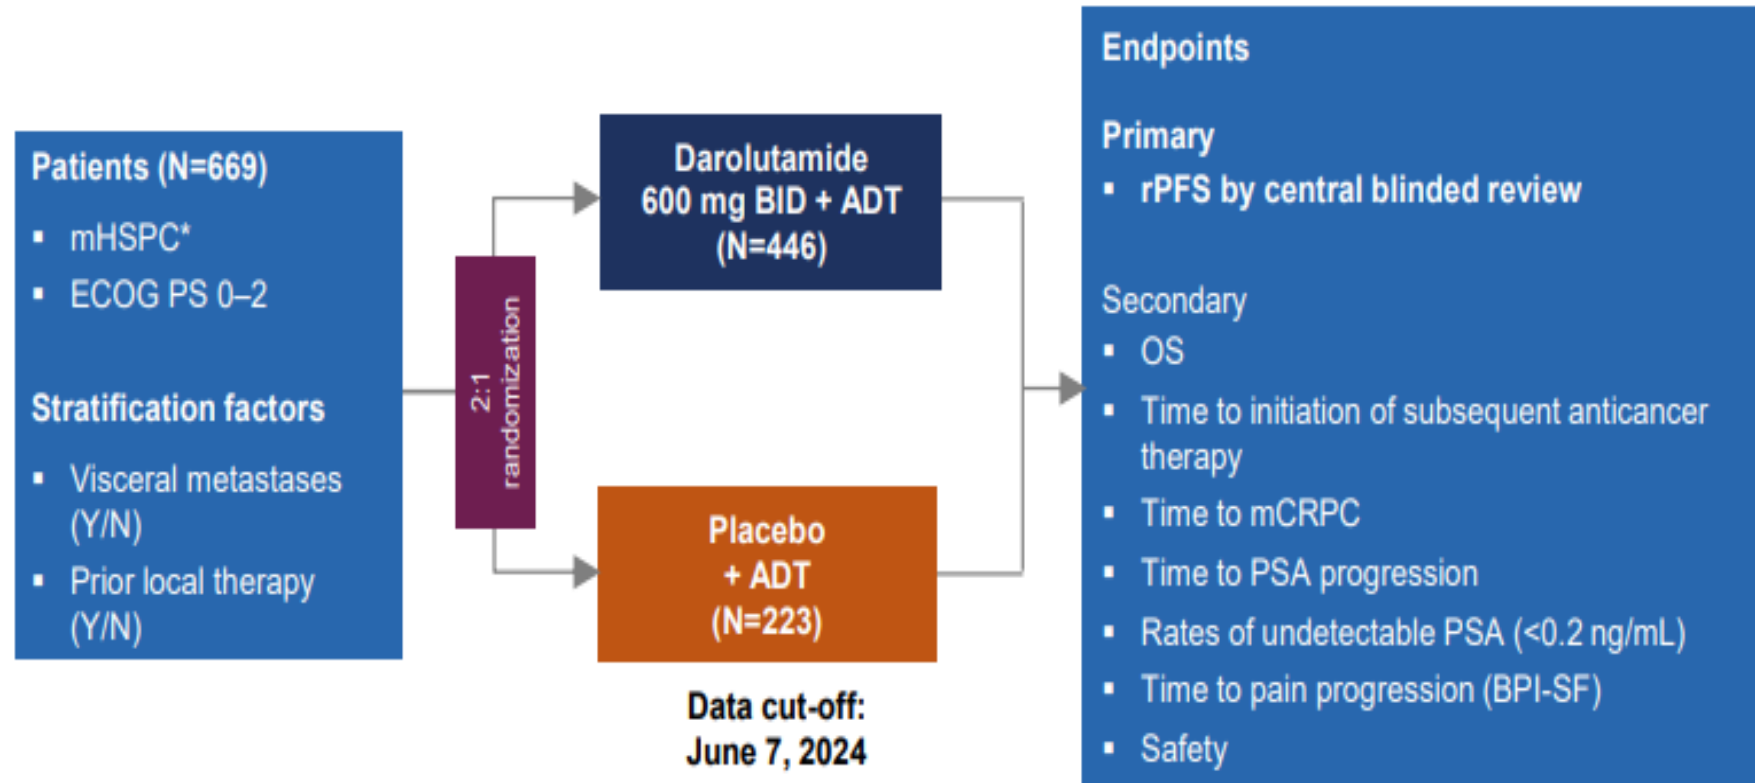 Patients (N=669)
▪ mHSPC*
▪ ECOG PS 0–2
Stratification factors
▪ Visceral metastases
(Y/N)
▪ Prior local therapy
(Y/N)
2:1
randomization
Darolutamide
600 mg BID + ADT
(N=446)
Placebo
+ ADT
(N=223)
Data cut-off:
June 7, 2024
Endpoints
Primary
▪ rPFS by central blinded review
Secondary
▪ OS
▪ Time to initiation of subsequent anticancer
therapy
▪ Time to mCRPC
▪ Time to PSA progression
▪ Rates of undetectable PSA (<0.2 ng/mL)
▪ Time to pain progression (BPI-SF)
▪ Safety